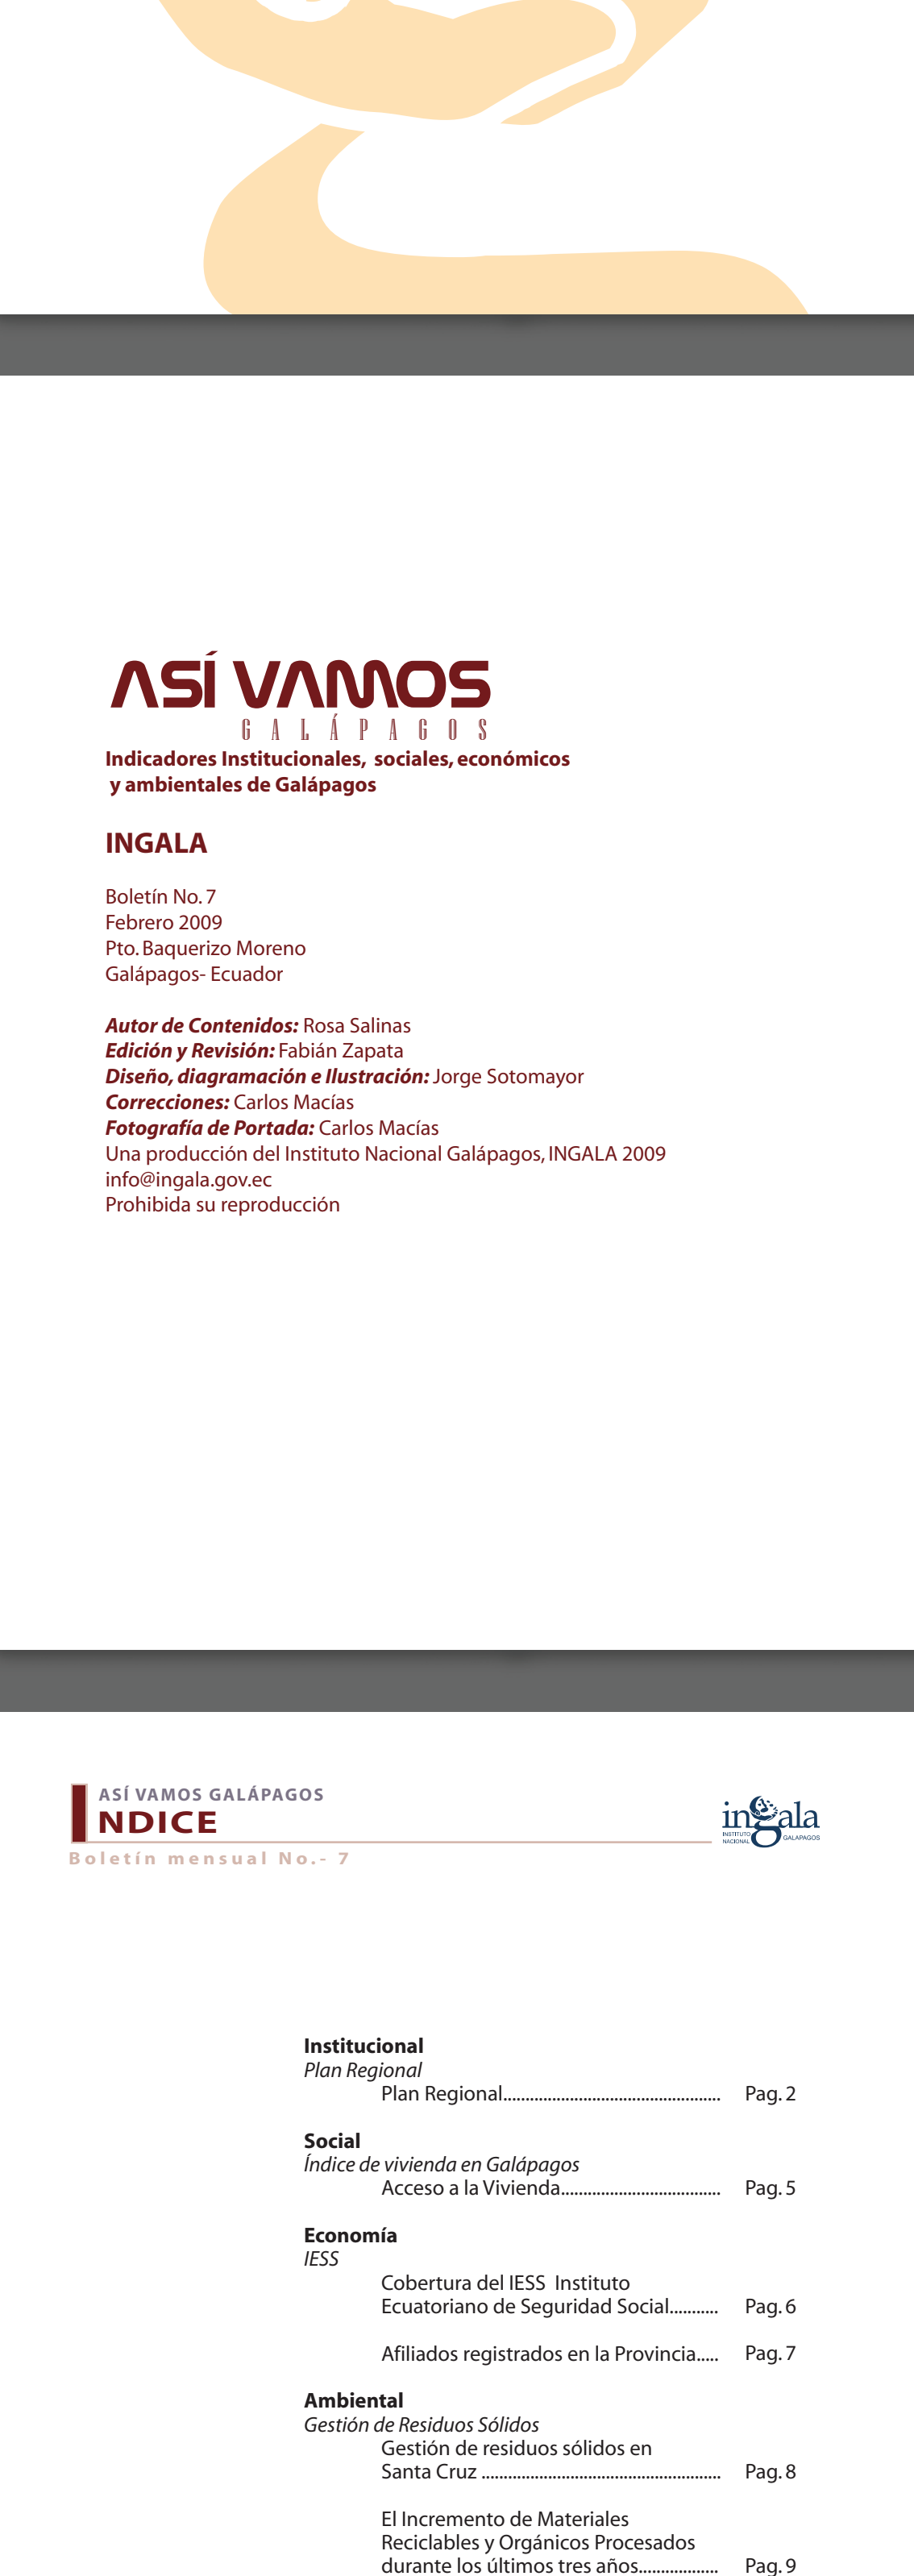 ASÍ VAMOS
GALÁPAGOS
Indicadores Institucionales, sociales, económicos
y ambientales de Galápagos
INGALA
Boletín No. 7
Febrero 2009
Pto. Baquerizo Moreno
Galápagos- Ecuador
Autor de Contenidos: Rosa Salinas
Edición y Revisión: Fabián Zapata
Diseño, diagramación e Ilustración: Jorge Sotomayor
Correcciones: Carlos Macías
Fotografía de Portada: Carlos Macías
Una producción del Instituto Nacional Galápagos, INGALA 2009
info@ingala.gov.ec
Prohibida su reproducción
ASÍ VAMOS GALÁPAGOS
INDICE
Boletín mensual No.- 7
ingala
INSTITUTO
NACIONAL GALAPAGOS
Institucional
Plan Regional
Plan Regional................................................. Pag. 2
Social
Índice de vivienda en Galápagos
Acceso a la Vivienda.................................... Pag. 5
Economía
IESS
Cobertura del IESS Instituto
Ecuatoriano de Seguridad Social........... Pag. 6
Afiliados registrados en la Provincia..... Pag. 7
Ambiental
Gestión de Residuos Sólidos
Gestión de residuos sólidos en
Santa Cruz ...................................................... Pag. 8
El Incremento de Materiales
Reciclables y Orgánicos Procesados
durante los últimos tres años.................. Pag. 9